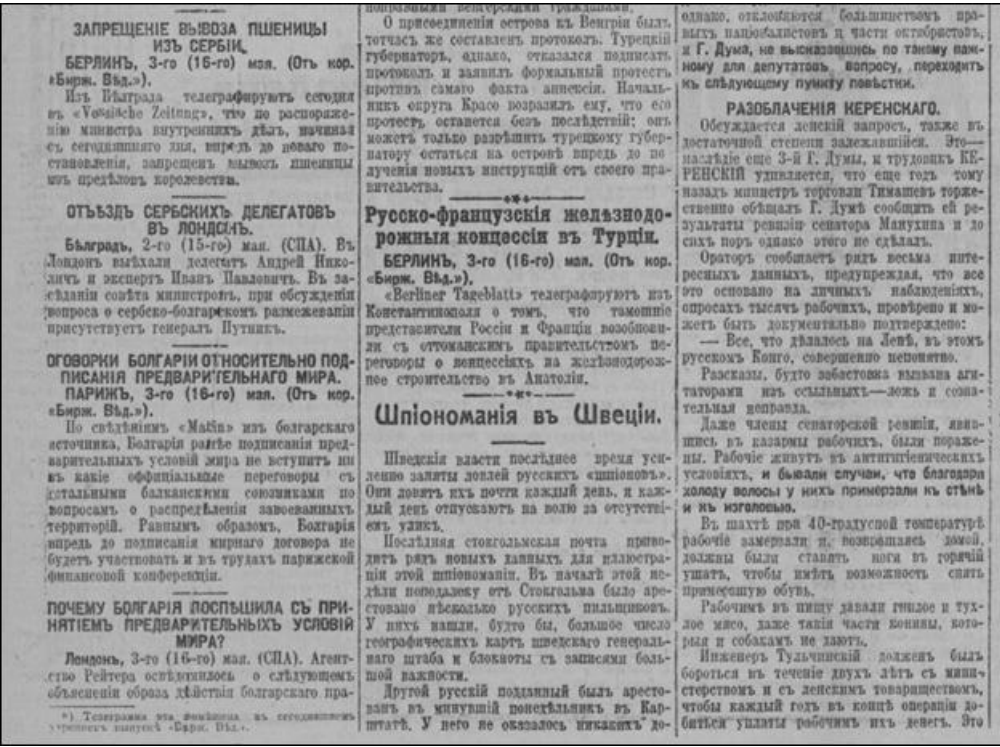 ЗАПРЕЩЕНІЕ ВЫВОЗА ПШЕНИЦЫ
ИЗЪ СЕРБІИ.
БЕРЛИНЪ, 3-го (16-го) мая. (Отъ кор.
«Бирж. Вѣд.»).
Изъ Бѣлграда телеграфируютъ сегодня
въ «Vossische Zeitung», что по распоряже-
нію министра внутреннихъ дѣлъ, начиная
съ сегодняшняго дня, впредь до новаго по-
становленія, запрещенъ вывозъ пшеницы
изъ предѣловъ королевства.
ОТЪѢЗДЪ СЕРБСКИХЪ ДЕЛЕГАТОВЪ
ВЪ ЛОНДОНЪ.
Бѣлградъ, 2-го (15-го) мая. (СПА). Въ
Лондонъ выѣхали делегатъ Андрей Нико-
личъ и экспертъ Иванъ Павловичъ. Въ за-
сѣданіи совѣта министровъ, при обсужденіи
вопроса о сербско-болгарскомъ размежеваніи
присутствуетъ генералъ Путникъ.
ОГОВОРКИ БОЛГАРІИ ОТНОСИТЕЛЬНО ПОД-
ПИСАНІЯ ПРЕДВАРИТЕЛЬНАГО МИРА.
ПАРИЖЪ, 3-го (16-го) мая. (Отъ кор.
«Бирж. Вѣд.»).
По свѣдѣніямъ «Matin» изъ болгарскаго
источника, Болгарія ранѣе подписанія пред-
варительныхъ условій мира не вступитъ ни
въ какіе оффиціальные переговоры съ
остальными балканскими союзниками по
вопросамъ о распредѣленіи завоеванныхъ
территорій. Равнымъ образомъ, Болгарія
впредь до подписанія мирнаго договора не
будетъ участвовать и въ трудахъ парижской
финансовой конференціи.
ПОЧЕМУ БОЛГАРІЯ ПОСПѢШИЛА СЪ ПРИ-
НЯТІЕМЪ ПРЕДВАРИТЕЛЬНЫХЪ УСЛОВІЙ
МИРА?
Лондонъ, 3-го (16-го) мая. (СПА). Агент-
ство Рейтера освѣдомилось о слѣдующемъ
объясненіи образа дѣйствія болгарскаго пра-
*) Телеграмма эта помѣщена въ сегодняшнемъ
утреннемъ выпускѣ «Бирж. Вѣд.».
венгерскими гражданами.
О присоединеніи острова къ Венгріи былъ
тотчасъ же составленъ протоколъ. Турецкій
губернаторъ, однако, отказался подписать
протоколъ и заявилъ формальный протестъ
противъ самаго факта аннексіи. Началь-
никъ округа Красо возразилъ ему, что его
протестъ останется безъ послѣдствій; онъ
можетъ только разрѣшить турецкому губер-
натору остаться на островѣ впредь до по
лученія новыхъ инструкцій отъ своего пра-
вительства.
Русско-французскія желѣзнодо-
рожныя концессіи въ Турціи.
БЕРЛИНЪ, 3-го (16-го) мая. (Отъ кор.
«Бирж. Вѣд.»).
«Berliner Tageblatt» телеграфируютъ изъ
Константинополя о томъ, что тамошніе
представители Россіи и Франціи возобнови-
ли съ оттоманскимъ правительствомъ пе-
реговоры о концессіяхъ на желѣзнодорож-
ное строительство въ Анатоліи.
Шпіономанія въ Швеціи.
Шведскія власти послѣднее время уси-
ленно заняты ловлей русскихъ «шпіоновъ».
Они ловятъ ихъ почти каждый день, и каж-
дый день отпускаютъ на волю за отсутстві-
емъ уликъ.
Послѣдняя стокгольмская почта приво-
дитъ рядъ новыхъ данныхъ для иллюстра-
ціи этой шпіономаніи. Въ началѣ этой не-
дѣли неподалеку отъ Стокгольма было аре-
стовано нѣсколько русскихъ пильщиковъ.
У нихъ нашли, будто бы, большое число
географическихъ картъ шведскаго генераль-
наго штаба и блокноты съ записями боль-
шой важности.
Другой русскій подданный былъ аресто-
ванъ въ минувшій понедѣльникъ въ Кар-
штатѣ. У него не оказалось никакихъ до-
однако, отклоняются большинствомъ пра-
выхъ націоналистовъ и части октябристовъ,
и Г. Дума, не высказавшись по такому важ-
ному для депутатовъ вопросу, переходитъ
къ слѣдующему пункту повѣстки.
РАЗОБЛАЧЕНІЯ КЕРЕНСКАГО.
Обсуждается ленскій запросъ, также въ
достаточной степени залежавшійся. Это—
наслѣдіе еще 3-й Г. Думы, и трудовикъ КЕ-
РЕНСКІЙ удивляется, что еще годъ тому
назадъ министръ торговли Тимашевъ торже-
ственно обѣщалъ Г. Думѣ сообщить ей ре-
зультаты ревизіи сенатора Манухина и до
сихъ поръ однако этого не сдѣлалъ.
Ораторъ сообщаетъ рядъ весьма инте-
ресныхъ данныхъ, предупреждая, что все
это основано на личныхъ наблюденіяхъ,
опросахъ тысячъ рабочихъ, провѣрено и мо-
жетъ быть документально подтверждено:
— Все, что дѣлалось на Ленѣ, въ этомъ
русскомъ Конго, совершенно непонятно.
Разсказы, будто забастовка вызвана аги-
таторами изъ ссыльныхъ—ложь и созна-
тельная неправда.
Даже члены сенаторской ревизіи, явив-
шись въ казармы рабочихъ, были пораже-
ны. Рабочіе живутъ въ антигигіеническихъ
условіяхъ, и бывали случаи, что благодаря
холоду волосы у нихъ примерзали къ стѣнѣ
и къ изголовью.
Въ шахтѣ при 40-градусной температурѣ
рабочіе замерзали и, возвращаясь домой,
должны были ставить ноги въ горячій
ушатъ, чтобы имѣть возможность снять
примерзшую обувь.
Рабочимъ въ пищу давали гнилое и тух-
лое мясо, даже такія части конины, кото-
рыя и собакамъ не даютъ.
Инженеръ Тульчинскій долженъ былъ
бороться въ теченіе двухъ лѣтъ съ мини-
стерствомъ и съ ленскимъ товариществомъ,
чтобы каждый годъ въ концѣ операціи до-
биться уплаты рабочимъ ихъ денегъ. Это